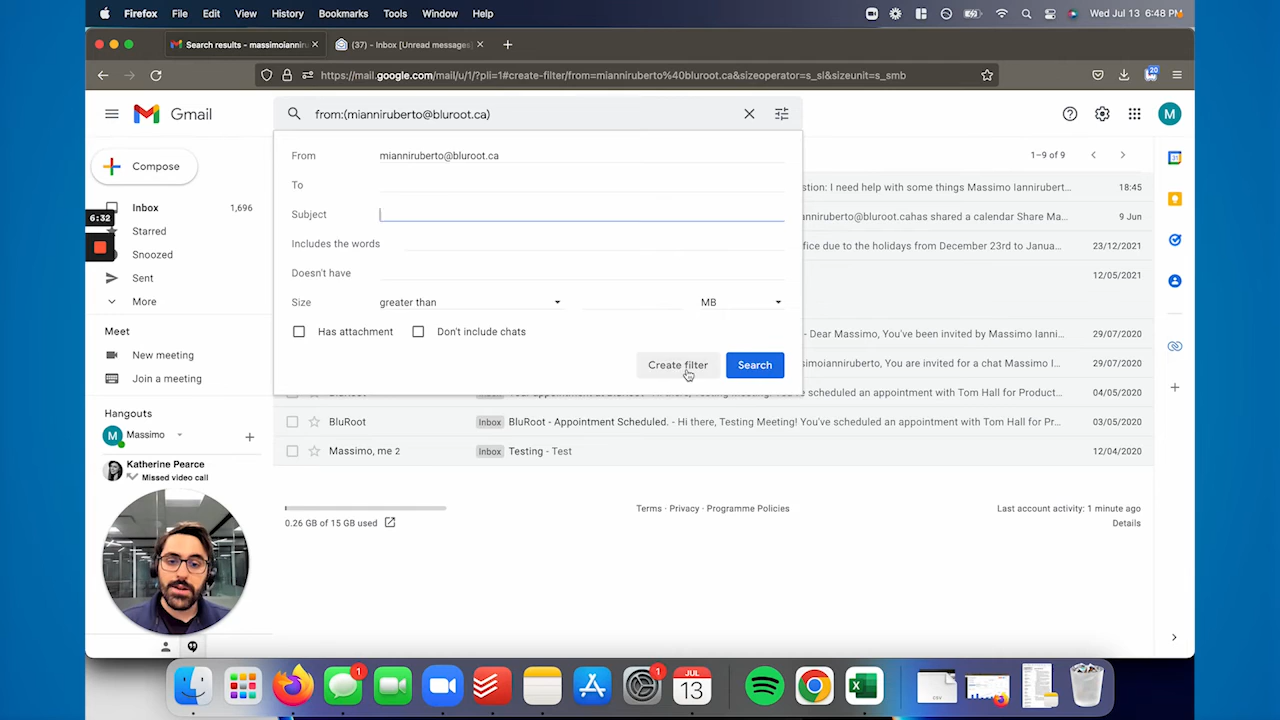 Firefox File Edit View History Bookmarks Tools Window Help
Wed Jul 13 6:48 PM
Search results - massimoiannir
(37) - Inbox [Unread messages]
https://mail.google.com/mail/u/1/?pli=1#create-filter/from=mianniruberto%40bluroot.ca&sizeoperator=s_sl&sizeunit=s_smb
20
Gmail
from:(mianniruberto@bluroot.ca)
M
Compose
From mianniruberto@bluroot.ca
1–9 of 9
To
stion: I need help with some things Massimo Iannirubert... 18:45
Inbox 1,696
Subject
anniruberto@bluroot.cahas shared a calendar Share Ma... 9 Jun
6:32
Starred
Includes the words
fice due to the holidays from December 23rd to Janua... 23/12/2021
Snoozed
Doesn't have
12/05/2021
Sent
Size greater than MB
More
Has attachment Don't include chats
Meet
- Dear Massimo, You've been invited by Massimo Ianni... 29/07/2020
New meeting
Create filter Search
simoianniruberto, You are invited for a chat Massimo I... 29/07/2020
Join a meeting
scheduled an appointment with Tom Hall for Product... 04/05/2021
Hangouts
BluRoot Inbox BluRoot - Appointment Scheduled. - Hi there, Testing Meeting! You've scheduled an appointment with Tom Hall for Pr... 03/05/2021
M Massimo
Massimo, me 2 Inbox Testing - Test 12/04/2020
Katherine Pearce
Missed video call
0.26 GB of 15 GB used
Terms · Privacy · Programme Policies
Last account activity: 1 minute ago
Details
1
1
JUL
13
CSV